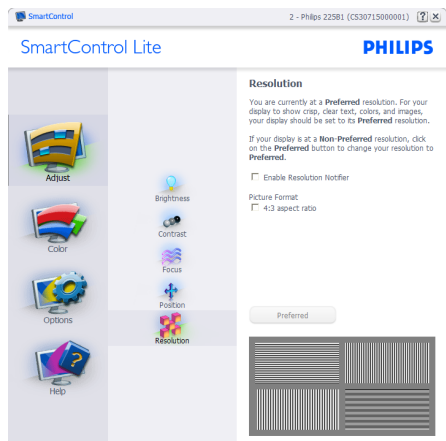 SmartControl
2 - Philips 225B1 (CS30715000001) ? ×
SmartControl Lite
PHILIPS
Adjust
Color
Options
Help
Brightness
Contrast
Focus
Position
Resolution
Resolution
You are currently at a Preferred resolution. For your
display to show crisp, clear text, colors, and images,
your display should be set to its Preferred resolution.
If your display is at a Non-Preferred resolution, click
on the Preferred button to change your resolution to
Preferred.
Enable Resolution Notifier
Picture Format
4:3 aspect ratio
Preferred